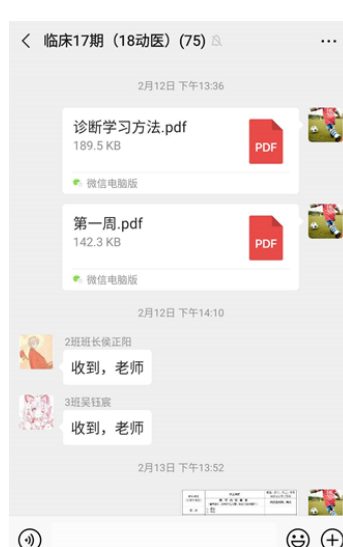 临床17期（18动医）(75)
2月12日 下午13:36
诊断学习方法.pdf
189.5 KB
PDF
微信电脑版
第一周.pdf
142.3 KB
PDF
微信电脑版
2月12日 下午14:10
2班班长侯正阳
收到，老师
3班吴钰宸
收到，老师
2月13日 下午13:52